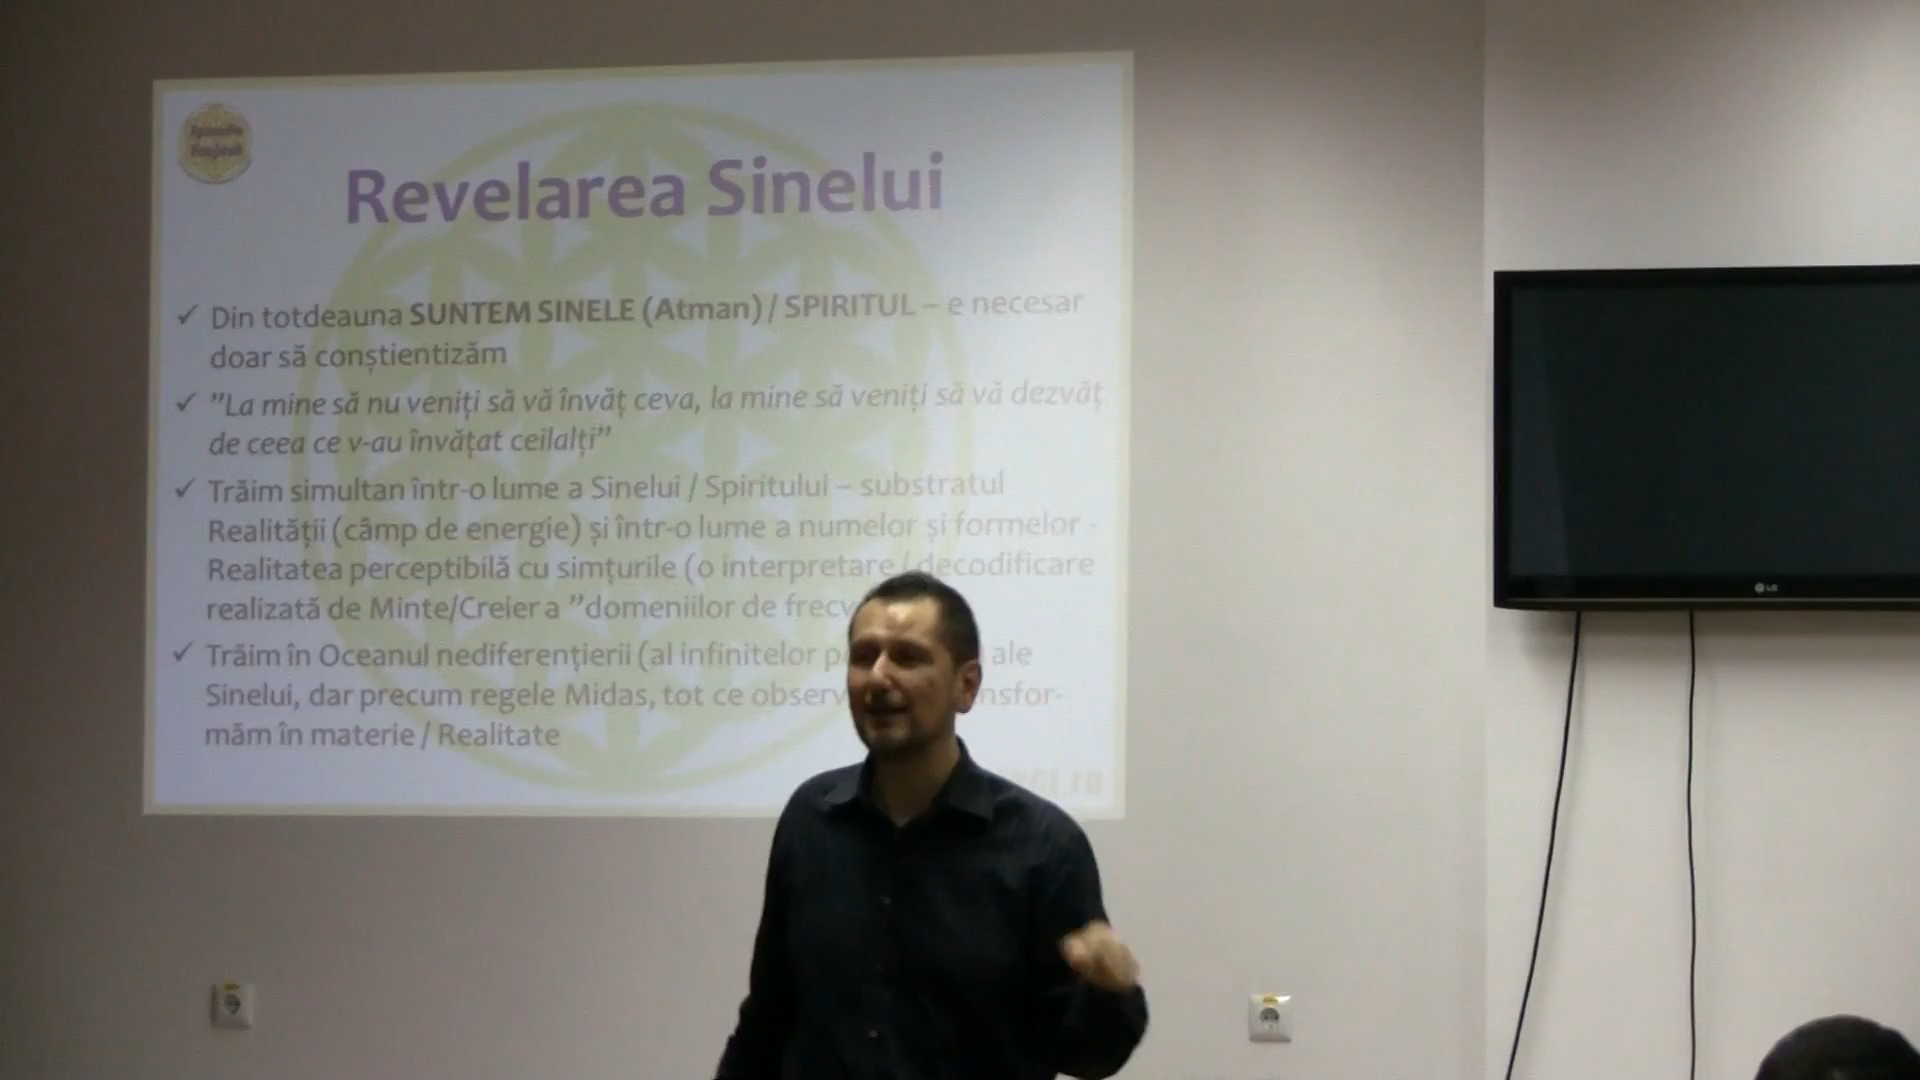 Revelarea Sinelui
✓ Din totdeauna SUNTEM SINELE (Atman) / SPIRITUL – e necesar
doar să conștientizăm
✓ ”La mine să nu veniți să vă învăț ceva, la mine să veniți să vă dezvăț
de ceea ce v-au învățat ceilalți”
✓ Trăim simultan într-o lume a Sinelui / Spiritului – substratul
Realității (câmp de energie) și într-o lume a numelor și formelor -
Realitatea perceptibilă cu simțurile (o interpretare / decodificare
realizată de Minte/Creier a ”domeniilor de
✓ Trăim în Oceanul nediferențierii (al infinitelor ale
Sinelui, dar precum regele Midas, tot ce
măm în materie / Realitate
LG